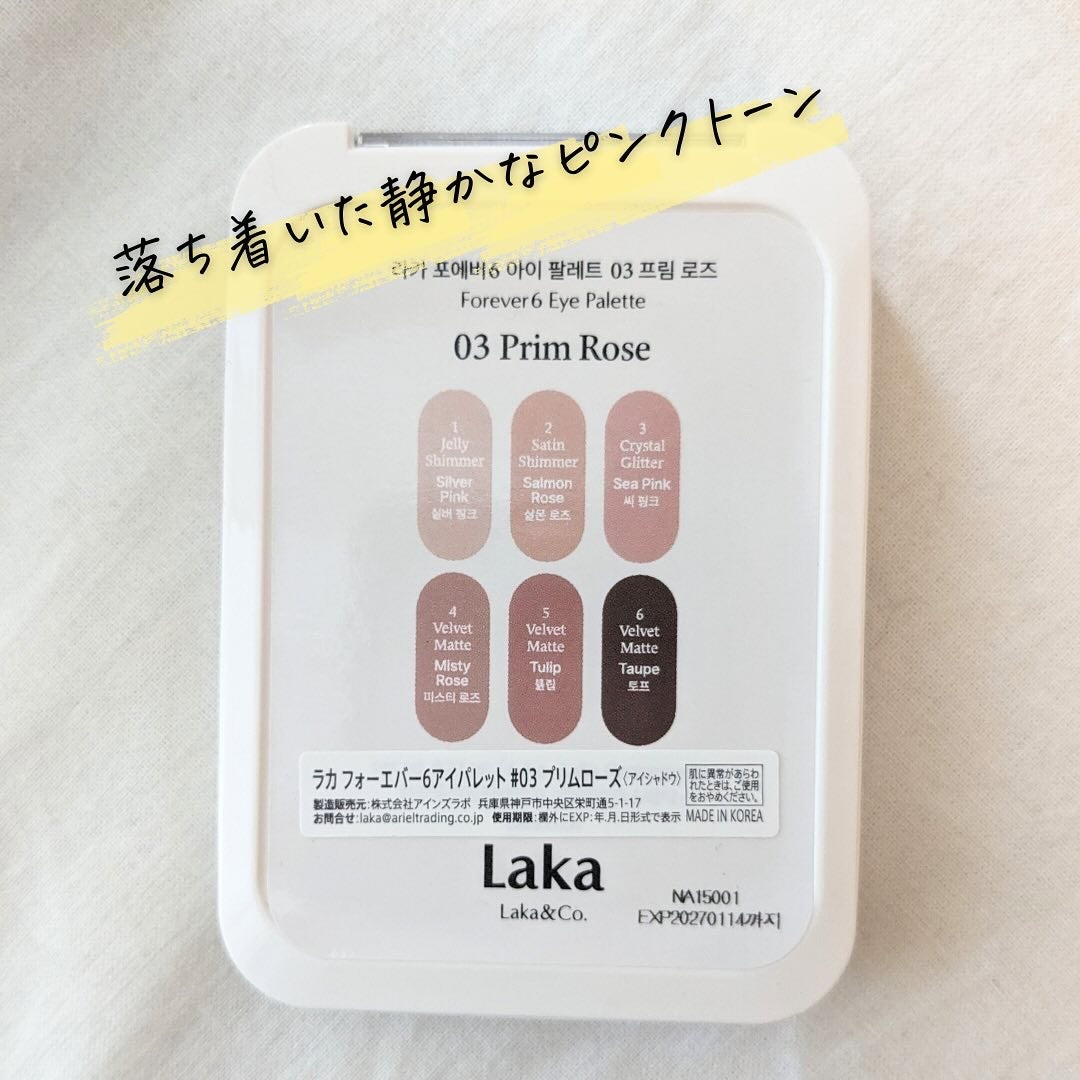 落ち着いた静かなピンクトーン
라카 포에버6 아이 팔레트 03 프림 로즈
Forever6 Eye Palette
03 Prim Rose
1
Jelly
Shimmer
Silver
Pink
실버 핑크
2
Satin
Shimmer
Salmon
Rose
살몬 로즈
3
Crystal
Glitter
Sea Pink
씨 핑크
4
Velvet
Matte
Misty
Rose
미스티 로즈
5
Velvet
Matte
Tulip
튤립
6
Velvet
Matte
Taupe
토프
ラカ フォーエバー6アイパレット #03 プリムローズ〈アイシャドウ〉
製造販売元:株式会社アインズラボ 兵庫県神戸市中央区栄町通5-1-17
お問合せ:laka@arieltrading.co.jp 使用期限:欄外にEXP:年.月.日形式で表示
肌に異常があらわ
れたときは、ご使用
をおやめください。
MADE IN KOREA
Laka
Laka&Co.
NA15001
EXP20270114까지